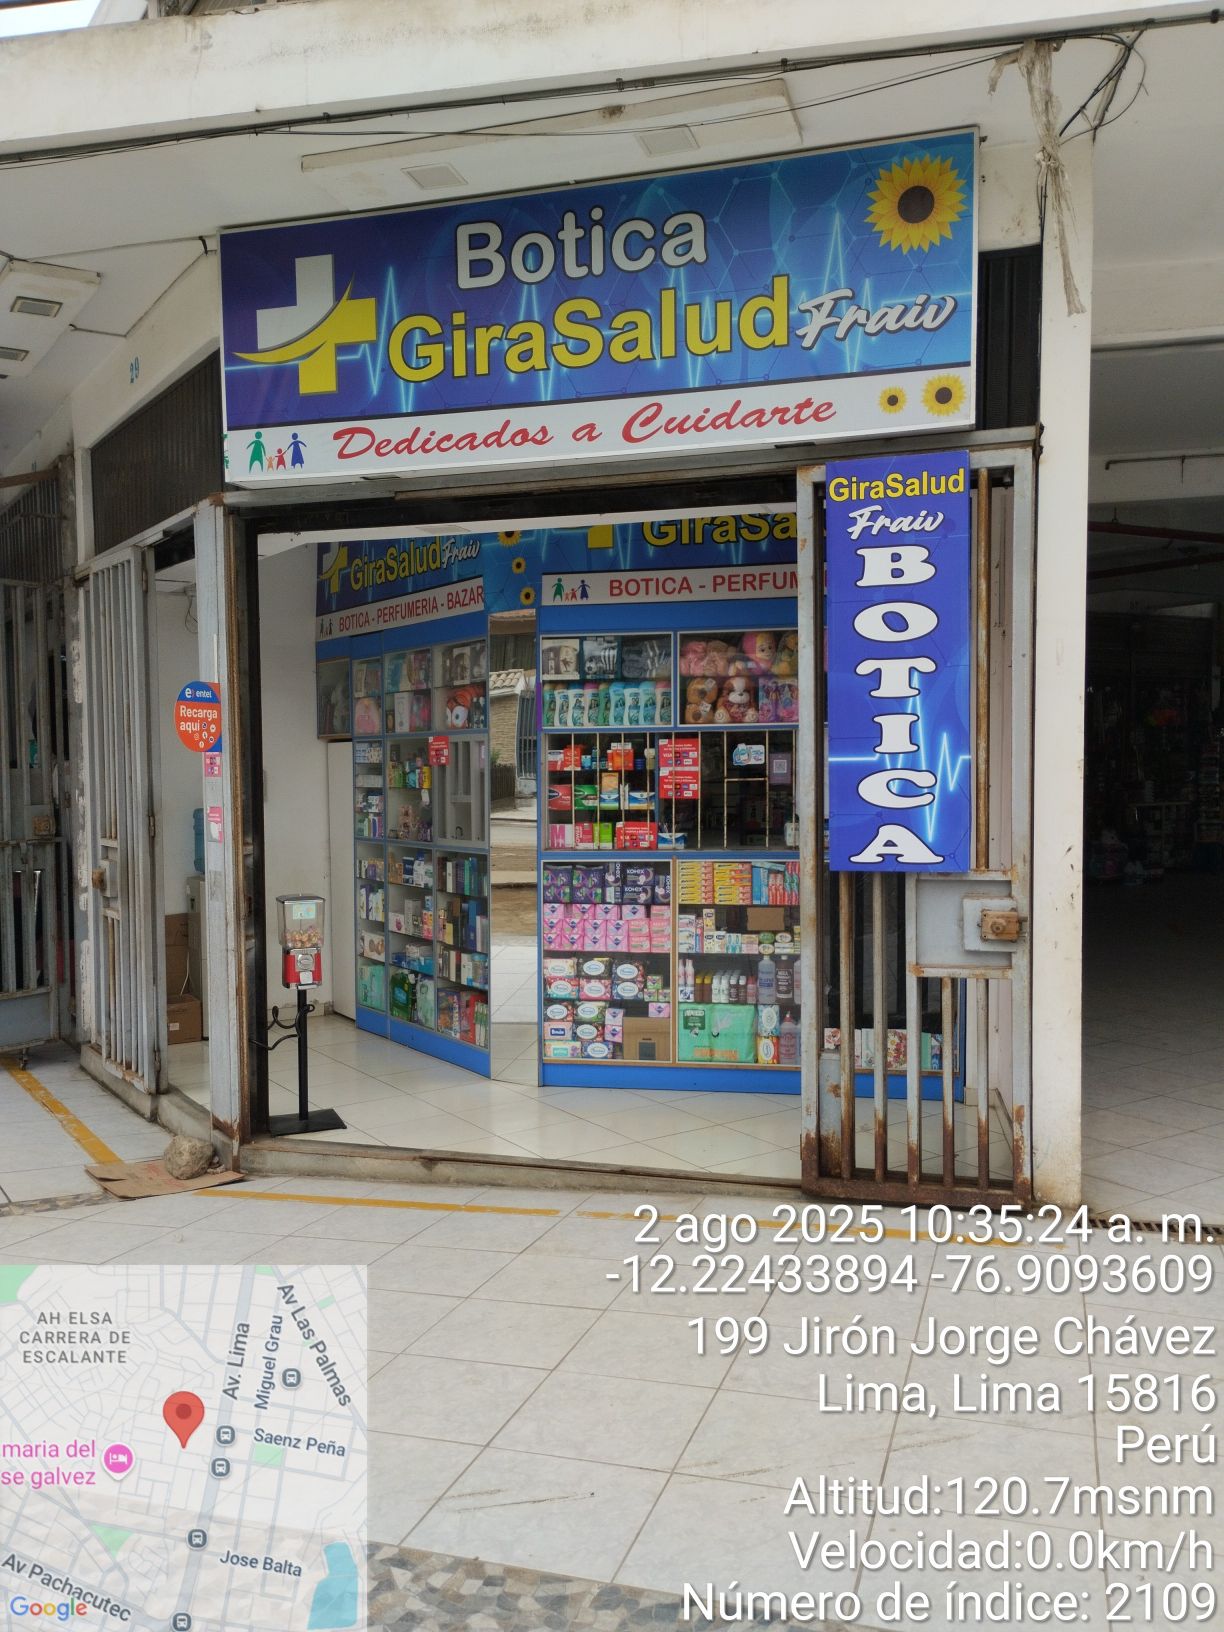 Botica
GiraSalud Fraiv
Dedicados a Cuidarte
29
GiraSalud
Fraiv
BOTICA
GiraSalud Fraiv
BOTICA - PERFUMERIA - BAZAR
GiraSa
BOTICA - PERFUM
entel
Recarga
aquí
KOTEX
2 ago 2025 10:35:24 a. m.
-12.22433894 -76.9093609
199 Jirón Jorge Chávez
Lima, Lima 15816
Perú
Altitud:120.7msnm
Velocidad:0.0km/h
Número de índice: 2109
AH ELSA
CARRERA DE
ESCALANTE
Av. Lima
Miguel Grau
Av Las Palmas
Saenz Peña
maria del
se galvez
Jose Balta
Av Pachacutec
Google